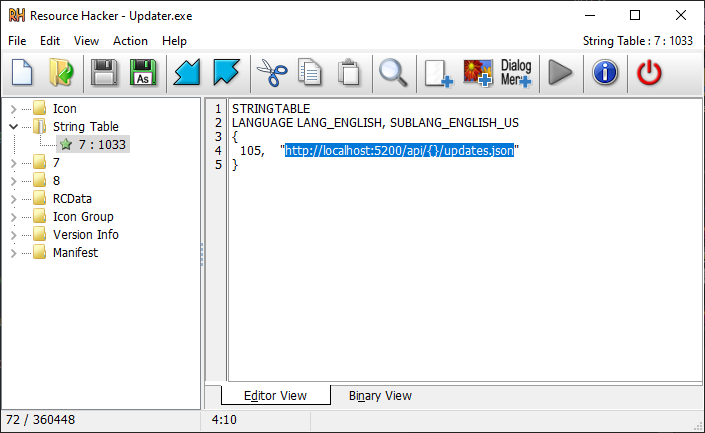 Resource Hacker - Updater.exe
File Edit View Action Help String Table : 7 : 1033
As Dialog Menu
Icon
String Table
7 : 1033
7
8
RCData
Icon Group
Version Info
Manifest
1 STRINGTABLE
2 LANGUAGE LANG_ENGLISH, SUBLANG_ENGLISH_US
3 {
4 105, "http://localhost:5200/api/{}/updates.json"
5 }
Editor View Binary View
72 / 360448 4:10